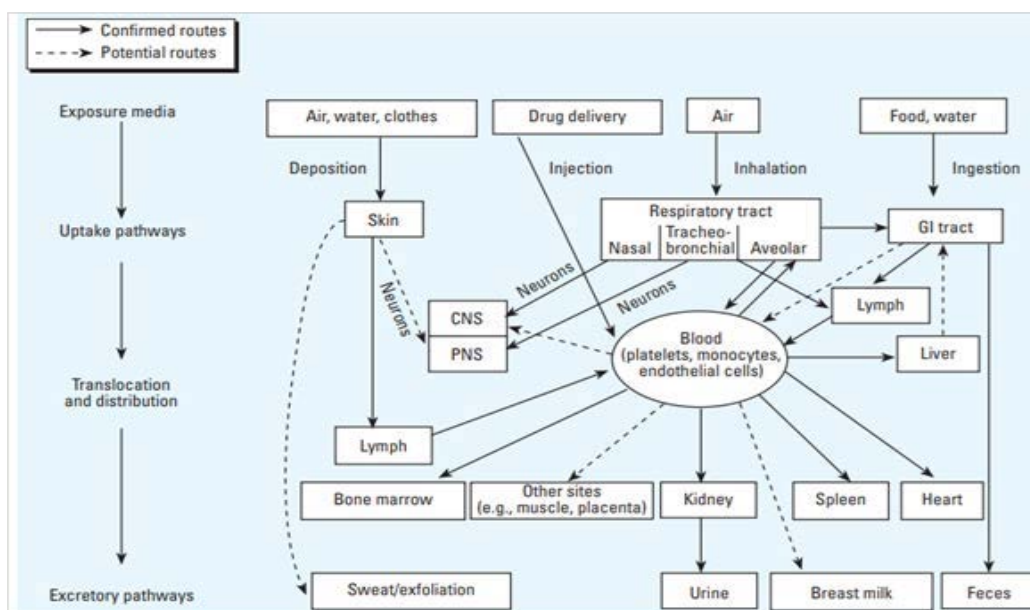 Confirmed routes
Potential routes
Exposure media
Air, water, clothes
Drug delivery
Air
Food, water
Deposition
Injection
Inhalation
Ingestion
Uptake pathways
Skin
Respiratory tract
Nasal
Tracheo-
bronchial
Aveolar
GI tract
Neurons
Neurons
Neurons
CNS
PNS
Lymph
Blood
(platelets, monocytes,
endothelial cells)
Liver
Translocation
and distribution
Lymph
Bone marrow
Other sites
(e.g., muscle, placenta)
Kidney
Spleen
Heart
Excretory pathways
Sweat/exfoliation
Urine
Breast milk
Feces